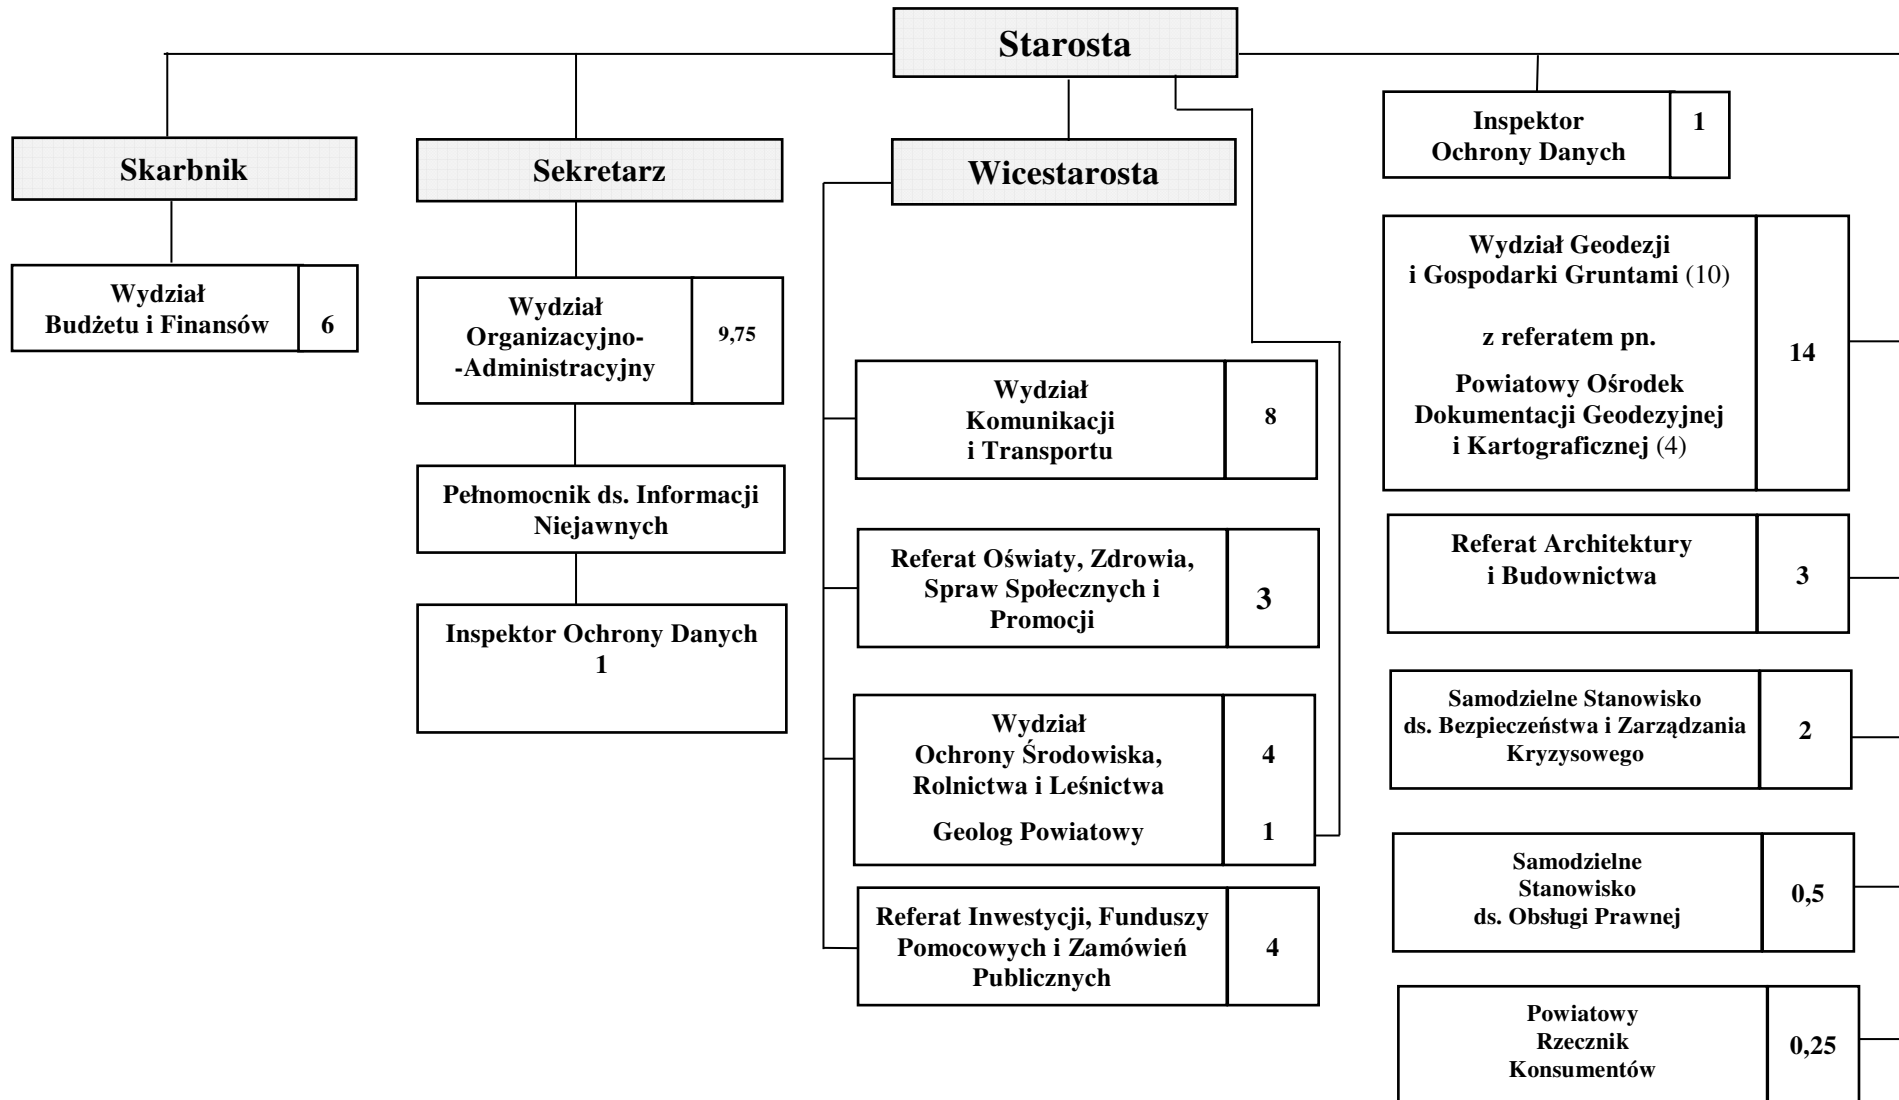 Starosta
Skarbnik
Wydział
Budżetu i Finansów
6
Sekretarz
Wydział
Organizacyjno-
-Administracyjny
9,75
Pełnomocnik ds. Informacji
Niejawnych
Inspektor Ochrony Danych
1
Wicestarosta
Wydział
Komunikacji
i Transportu
8
Referat Oświaty, Zdrowia,
Spraw Społecznych i
Promocji
3
Wydział
Ochrony Środowiska,
Rolnictwa i Leśnictwa
4
Geolog Powiatowy
1
Referat Inwestycji, Funduszy
Pomocowych i Zamówień
Publicznych
4
Inspektor
Ochrony Danych
1
Wydział Geodezji
i Gospodarki Gruntami (10)
z referatem pn.
Powiatowy Ośrodek
Dokumentacji Geodezyjnej
i Kartograficznej (4)
14
Referat Architektury
i Budownictwa
3
Samodzielne Stanowisko
ds. Bezpieczeństwa i Zarządzania
Kryzysowego
2
Samodzielne
Stanowisko
ds. Obsługi Prawnej
0,5
Powiatowy
Rzecznik
Konsumentów
0,25